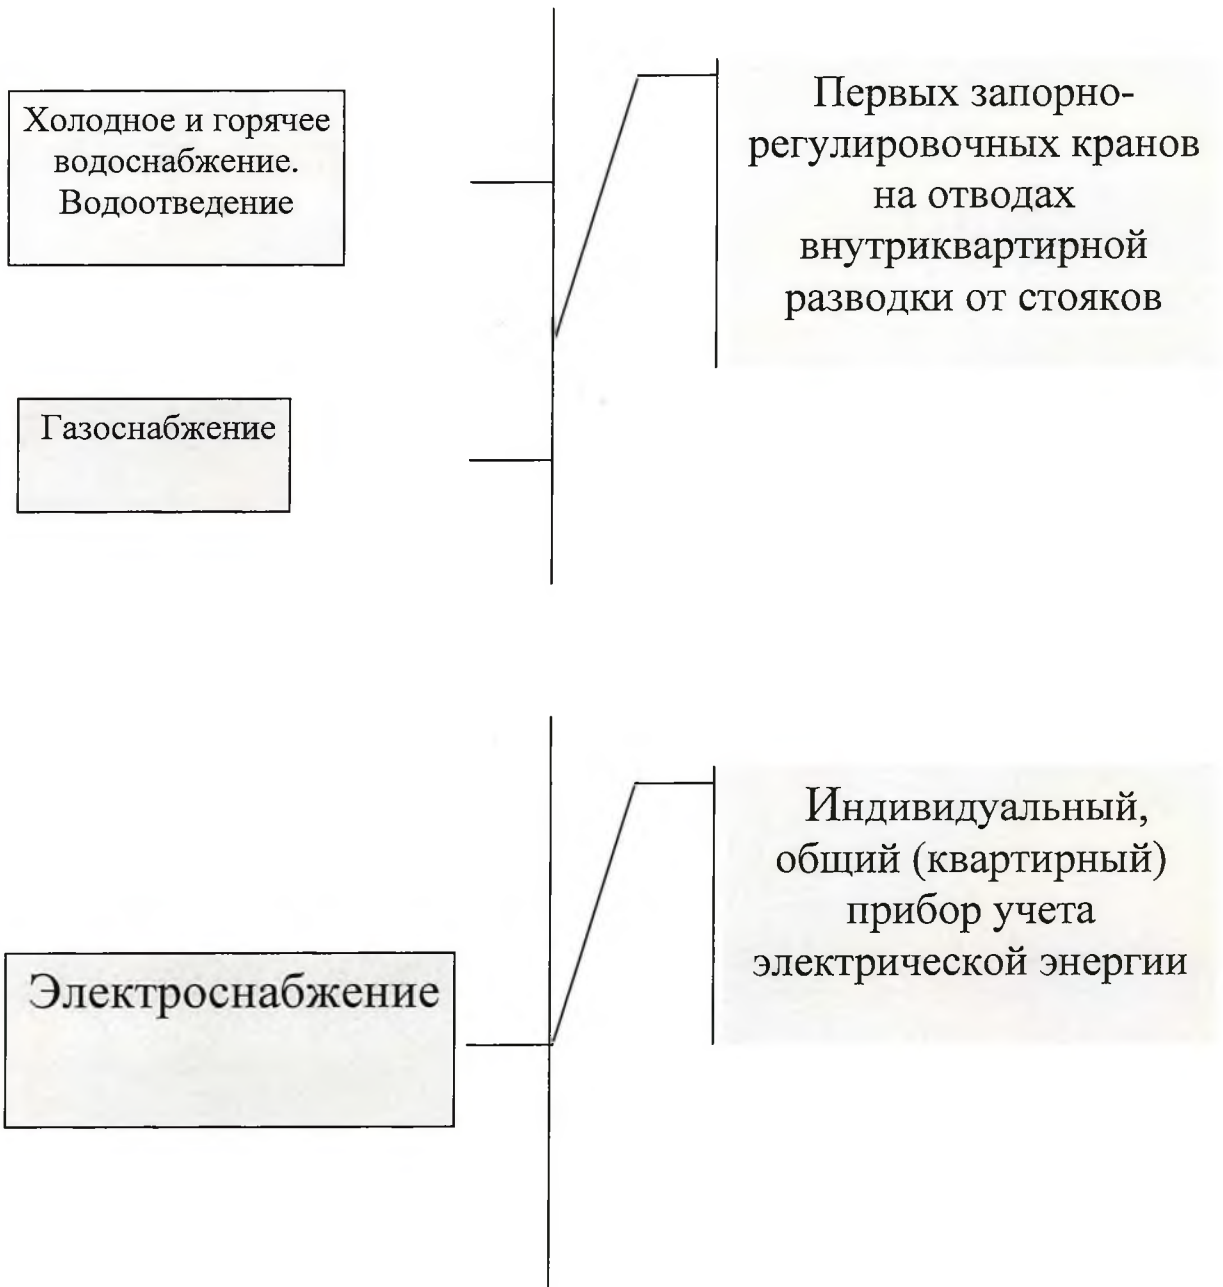 Холодное и горячее
водоснабжение.
Водоотведение
Первых запорно-
регулировочных кранов
на отводах
внутриквартирной
разводки от стояков
Газоснабжение
Индивидуальный,
общий (квартирный)
прибор учета
электрической энергии
Электроснабжение